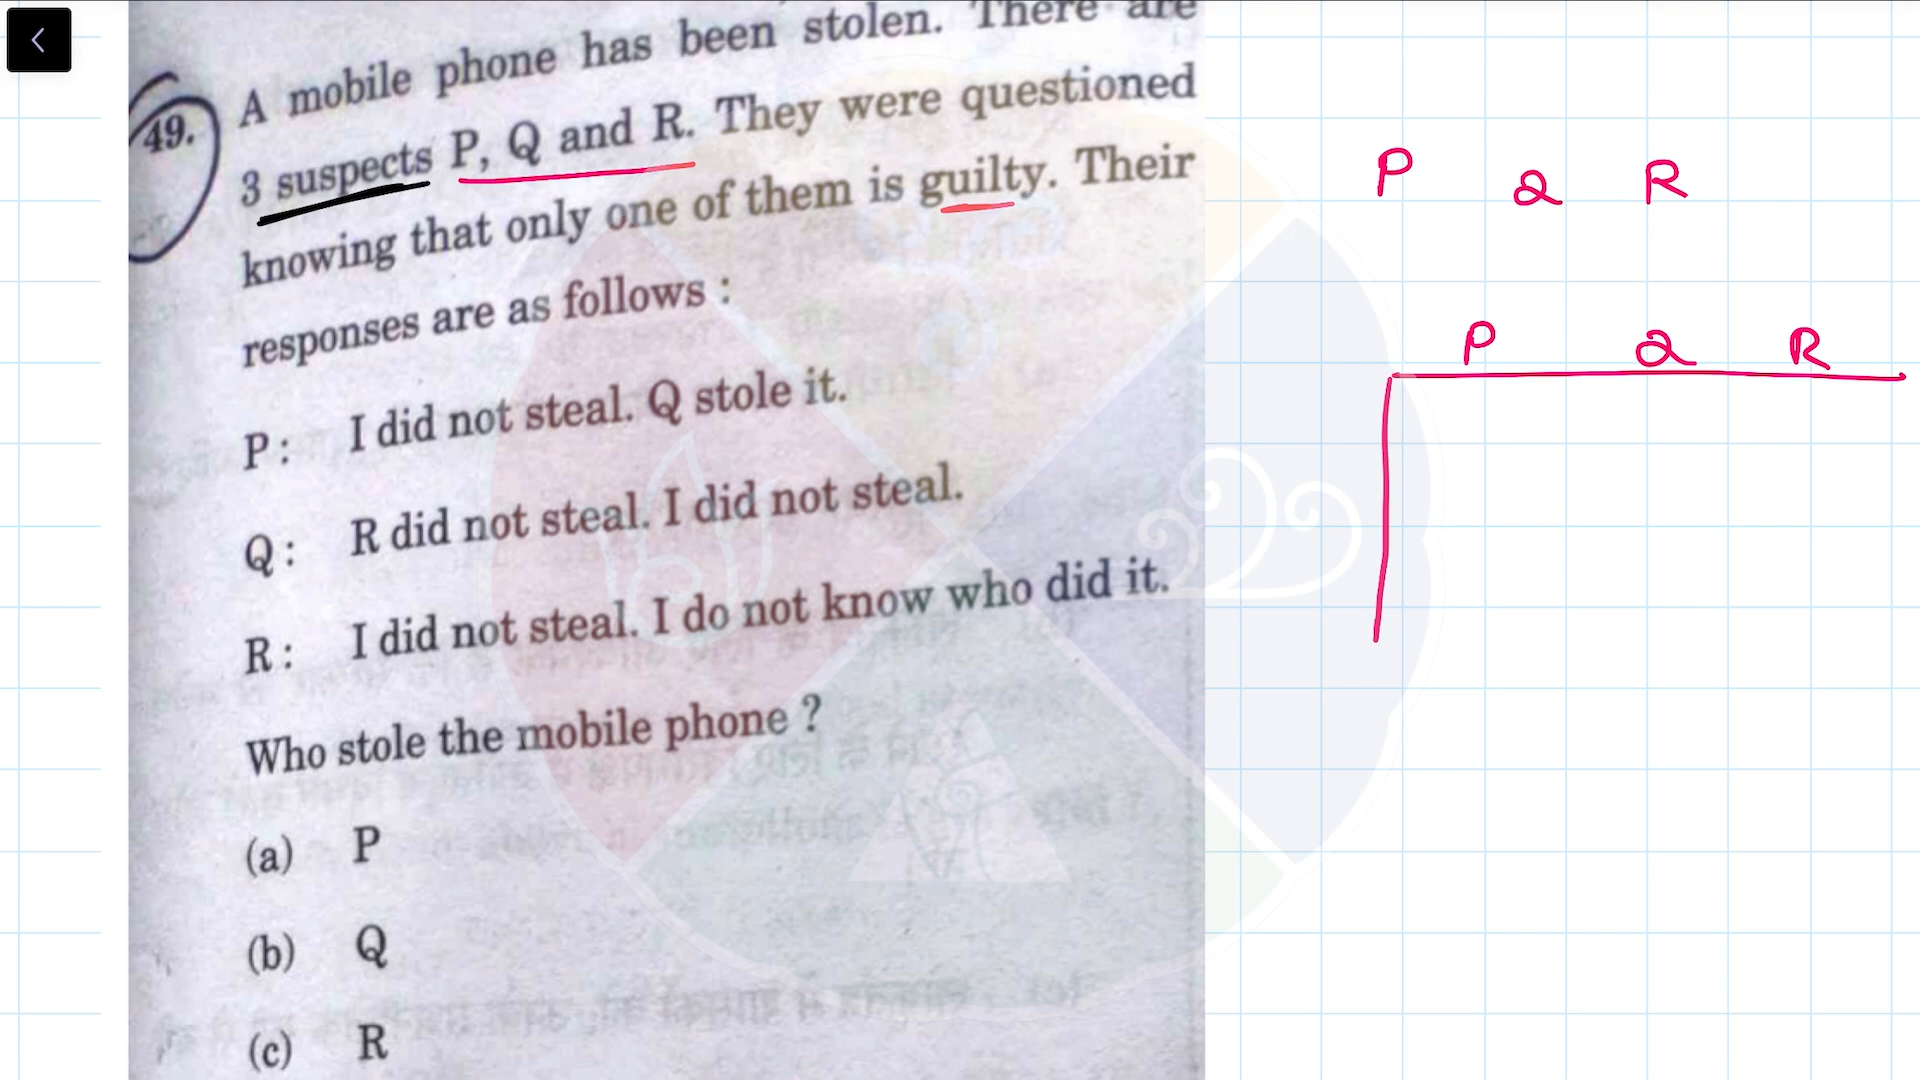 49. A mobile phone has been stolen. There are
3 suspects P, Q and R. They were questioned
knowing that only one of them is guilty. Their
responses are as follows :
P : I did not steal. Q stole it.
Q : R did not steal. I did not steal.
R : I did not steal. I do not know who did it.
Who stole the mobile phone ?
(a) P
(b) Q
(c) R
P Q R
P Q R